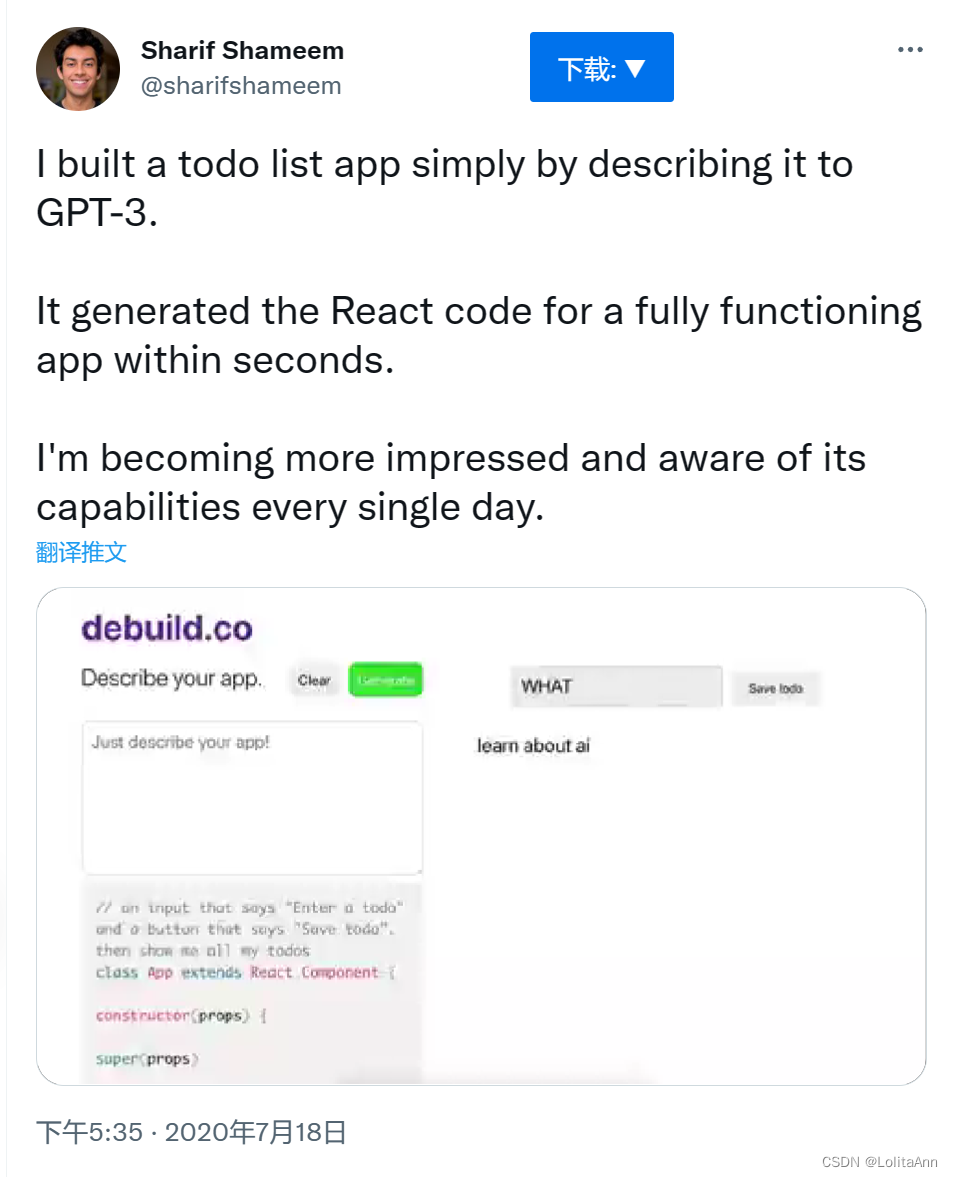 Sharif Shameem
@sharifshameem
下载: ▼
I built a todo list app simply by describing it to
GPT-3.
It generated the React code for a fully functioning
app within seconds.
I'm becoming more impressed and aware of its
capabilities every single day.
翻译推文
debuild.co
Describe your app.
Clear
Generate
WHAT
Save todo
Just describe your app!
learn about ai
// an input that says "Enter a todo"
and a button that says "Save todo".
then show me all my todos
class App extends React Component {
constructor(props) {
super(props)
下午5:35 · 2020年7月18日
CSDN @LolitaAnn